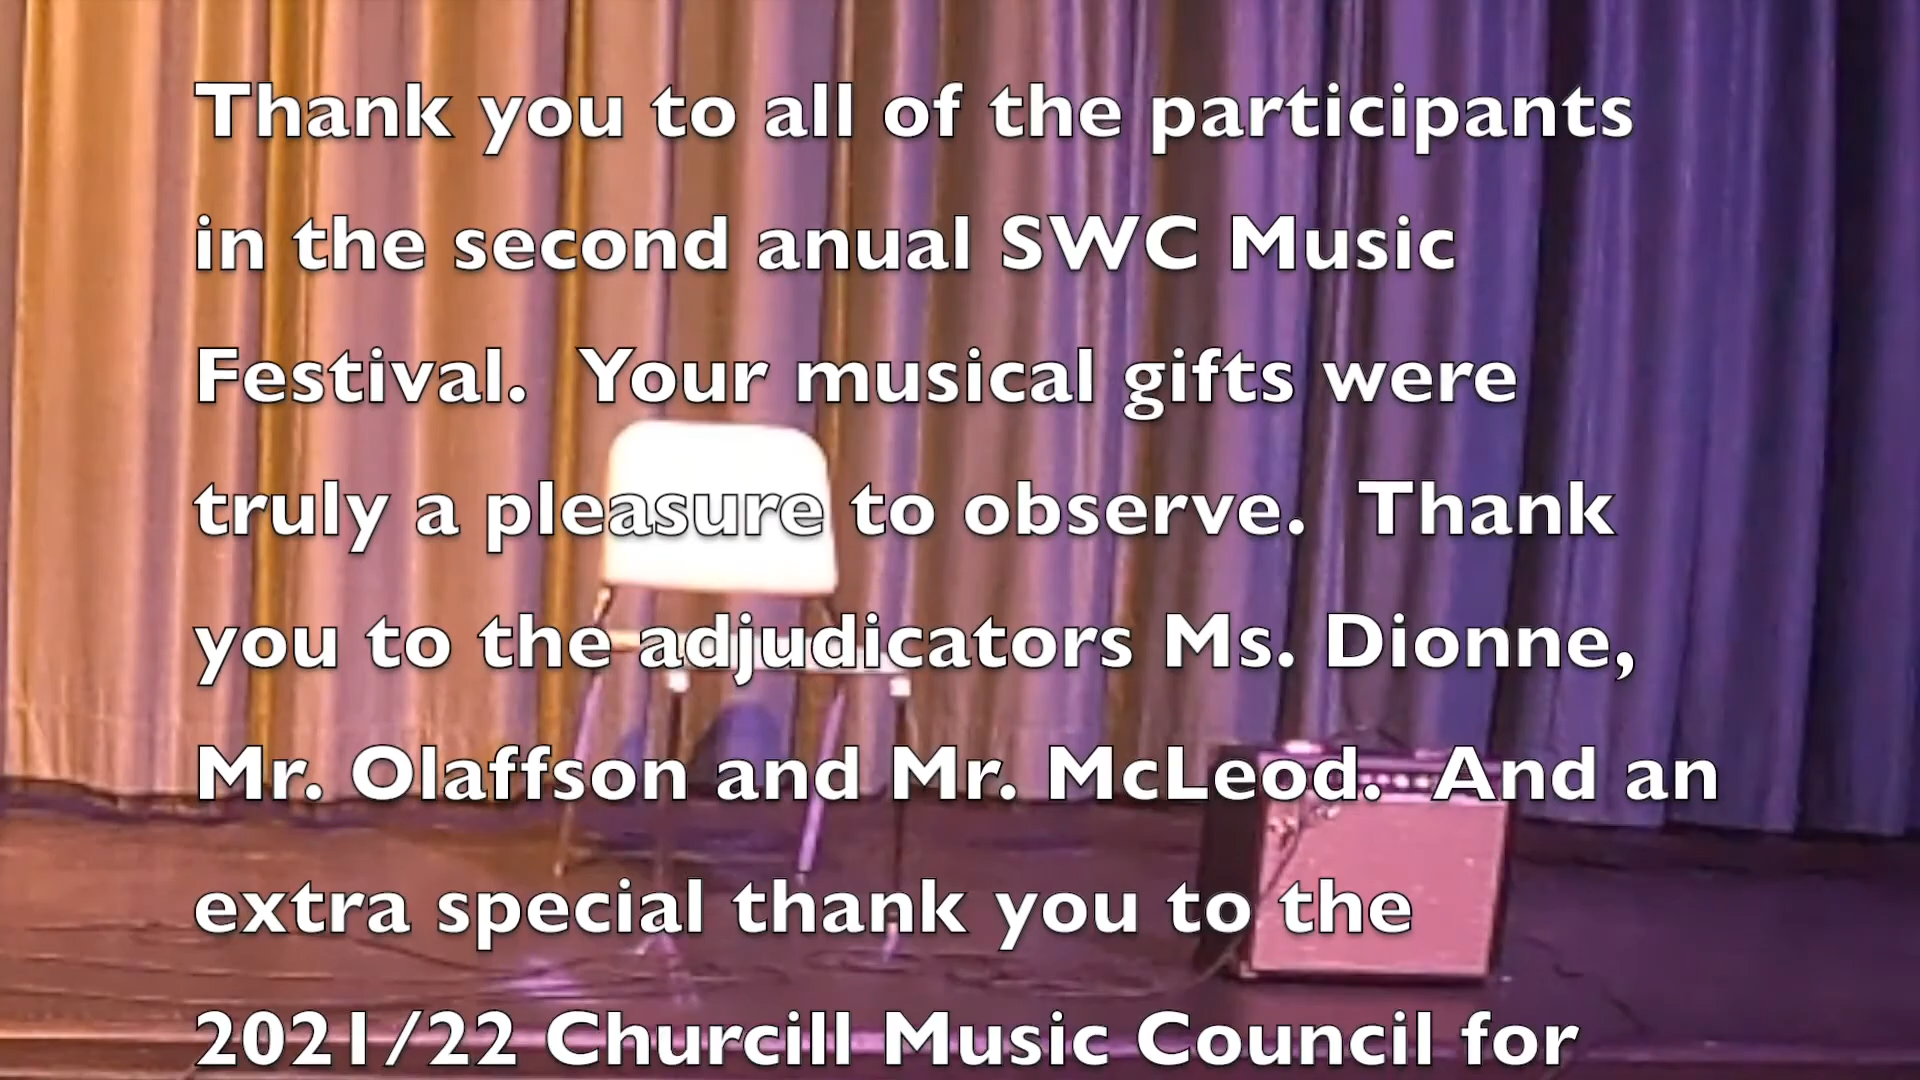 Thank you to all of the participants
in the second anual SWC Music
Festival.  Your musical gifts were
truly a pleasure to observe.  Thank
you to the adjudicators Ms. Dionne,
Mr. Olaffson and Mr. McLeod.  And an
extra special thank you to the
2021/22 Churcill Music Council for